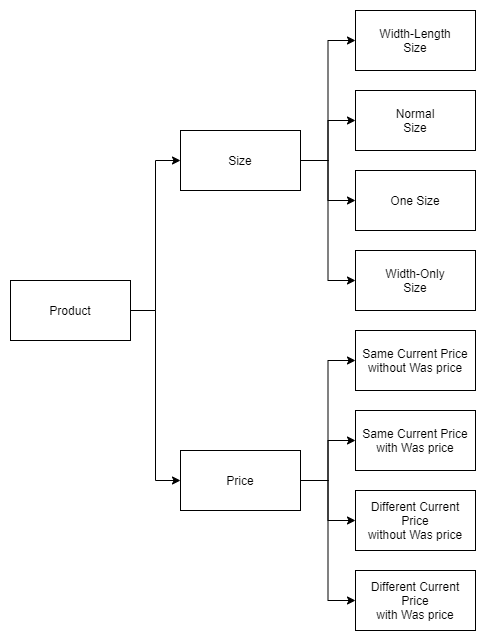 Width-Length
Size
Normal
Size
Size
One Size
Width-Only
Size
Product
Same Current Price
without Was price
Same Current Price
with Was price
Price
Different Current
Price
without Was price
Different Current
Price
with Was price